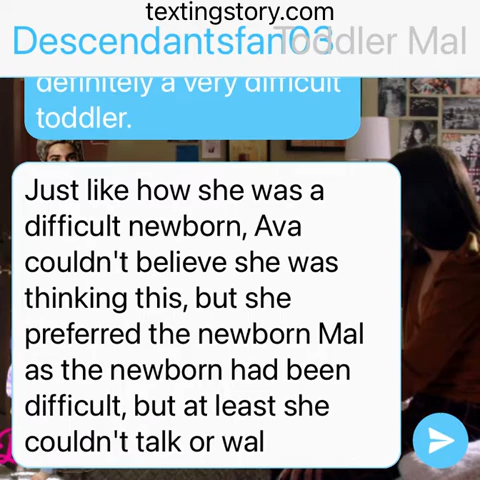 textingstory.com
Descendantsfan03 Toddler Mal
definitely a very difficult
toddler.
Just like how she was a
difficult newborn, Ava
couldn't believe she was
thinking this, but she
preferred the newborn Mal
as the newborn had been
difficult, but at least she
couldn't talk or wal